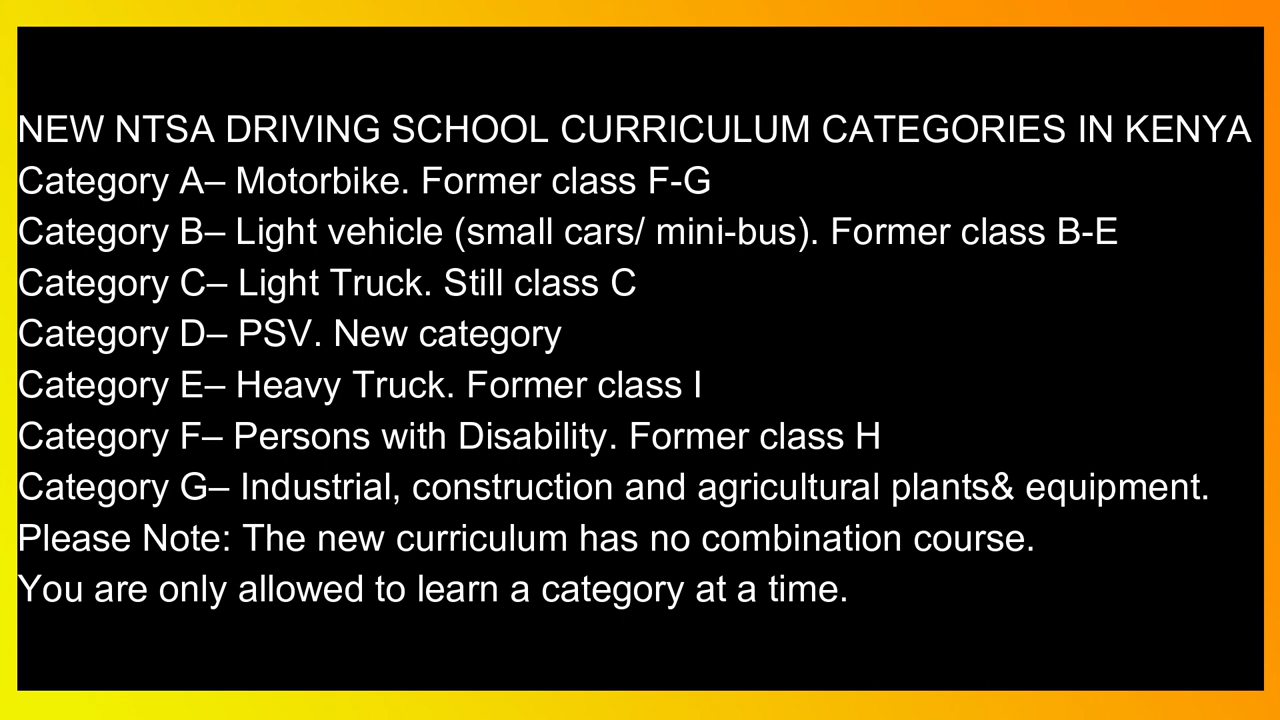 NEW NTSA DRIVING SCHOOL CURRICULUM CATEGORIES IN KENYA
Category A– Motorbike. Former class F-G
Category B– Light vehicle (small cars/ mini-bus). Former class B-E
Category C– Light Truck. Still class C
Category D– PSV. New category
Category E– Heavy Truck. Former class I
Category F– Persons with Disability. Former class H
Category G– Industrial, construction and agricultural plants& equipment.
Please Note: The new curriculum has no combination course.
You are only allowed to learn a category at a time.